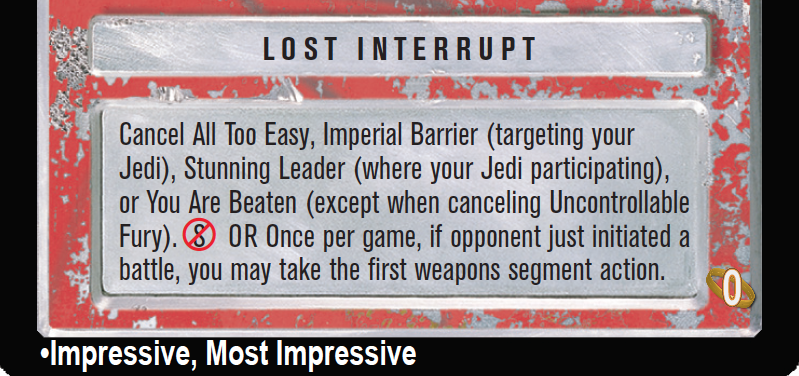 LOST INTERRUPT
Cancel All Too Easy, Imperial Barrier (targeting your
Jedi), Stunning Leader (where your Jedi participating),
or You Are Beaten (except when canceling Uncontrollable
Fury). 8 OR Once per game, if opponent just initiated a
battle, you may take the first weapons segment action.
0
•Impressive, Most Impressive